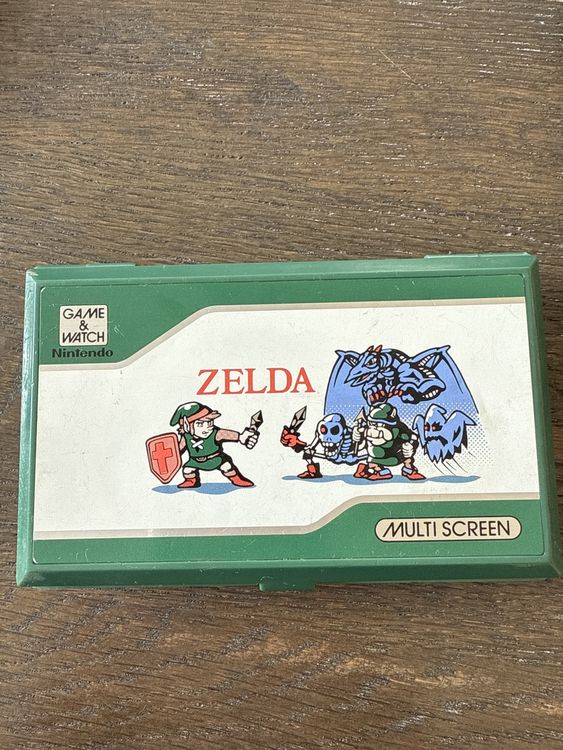 GAME
&
WATCH
Nintendo
ZELDA
MULTI SCREEN